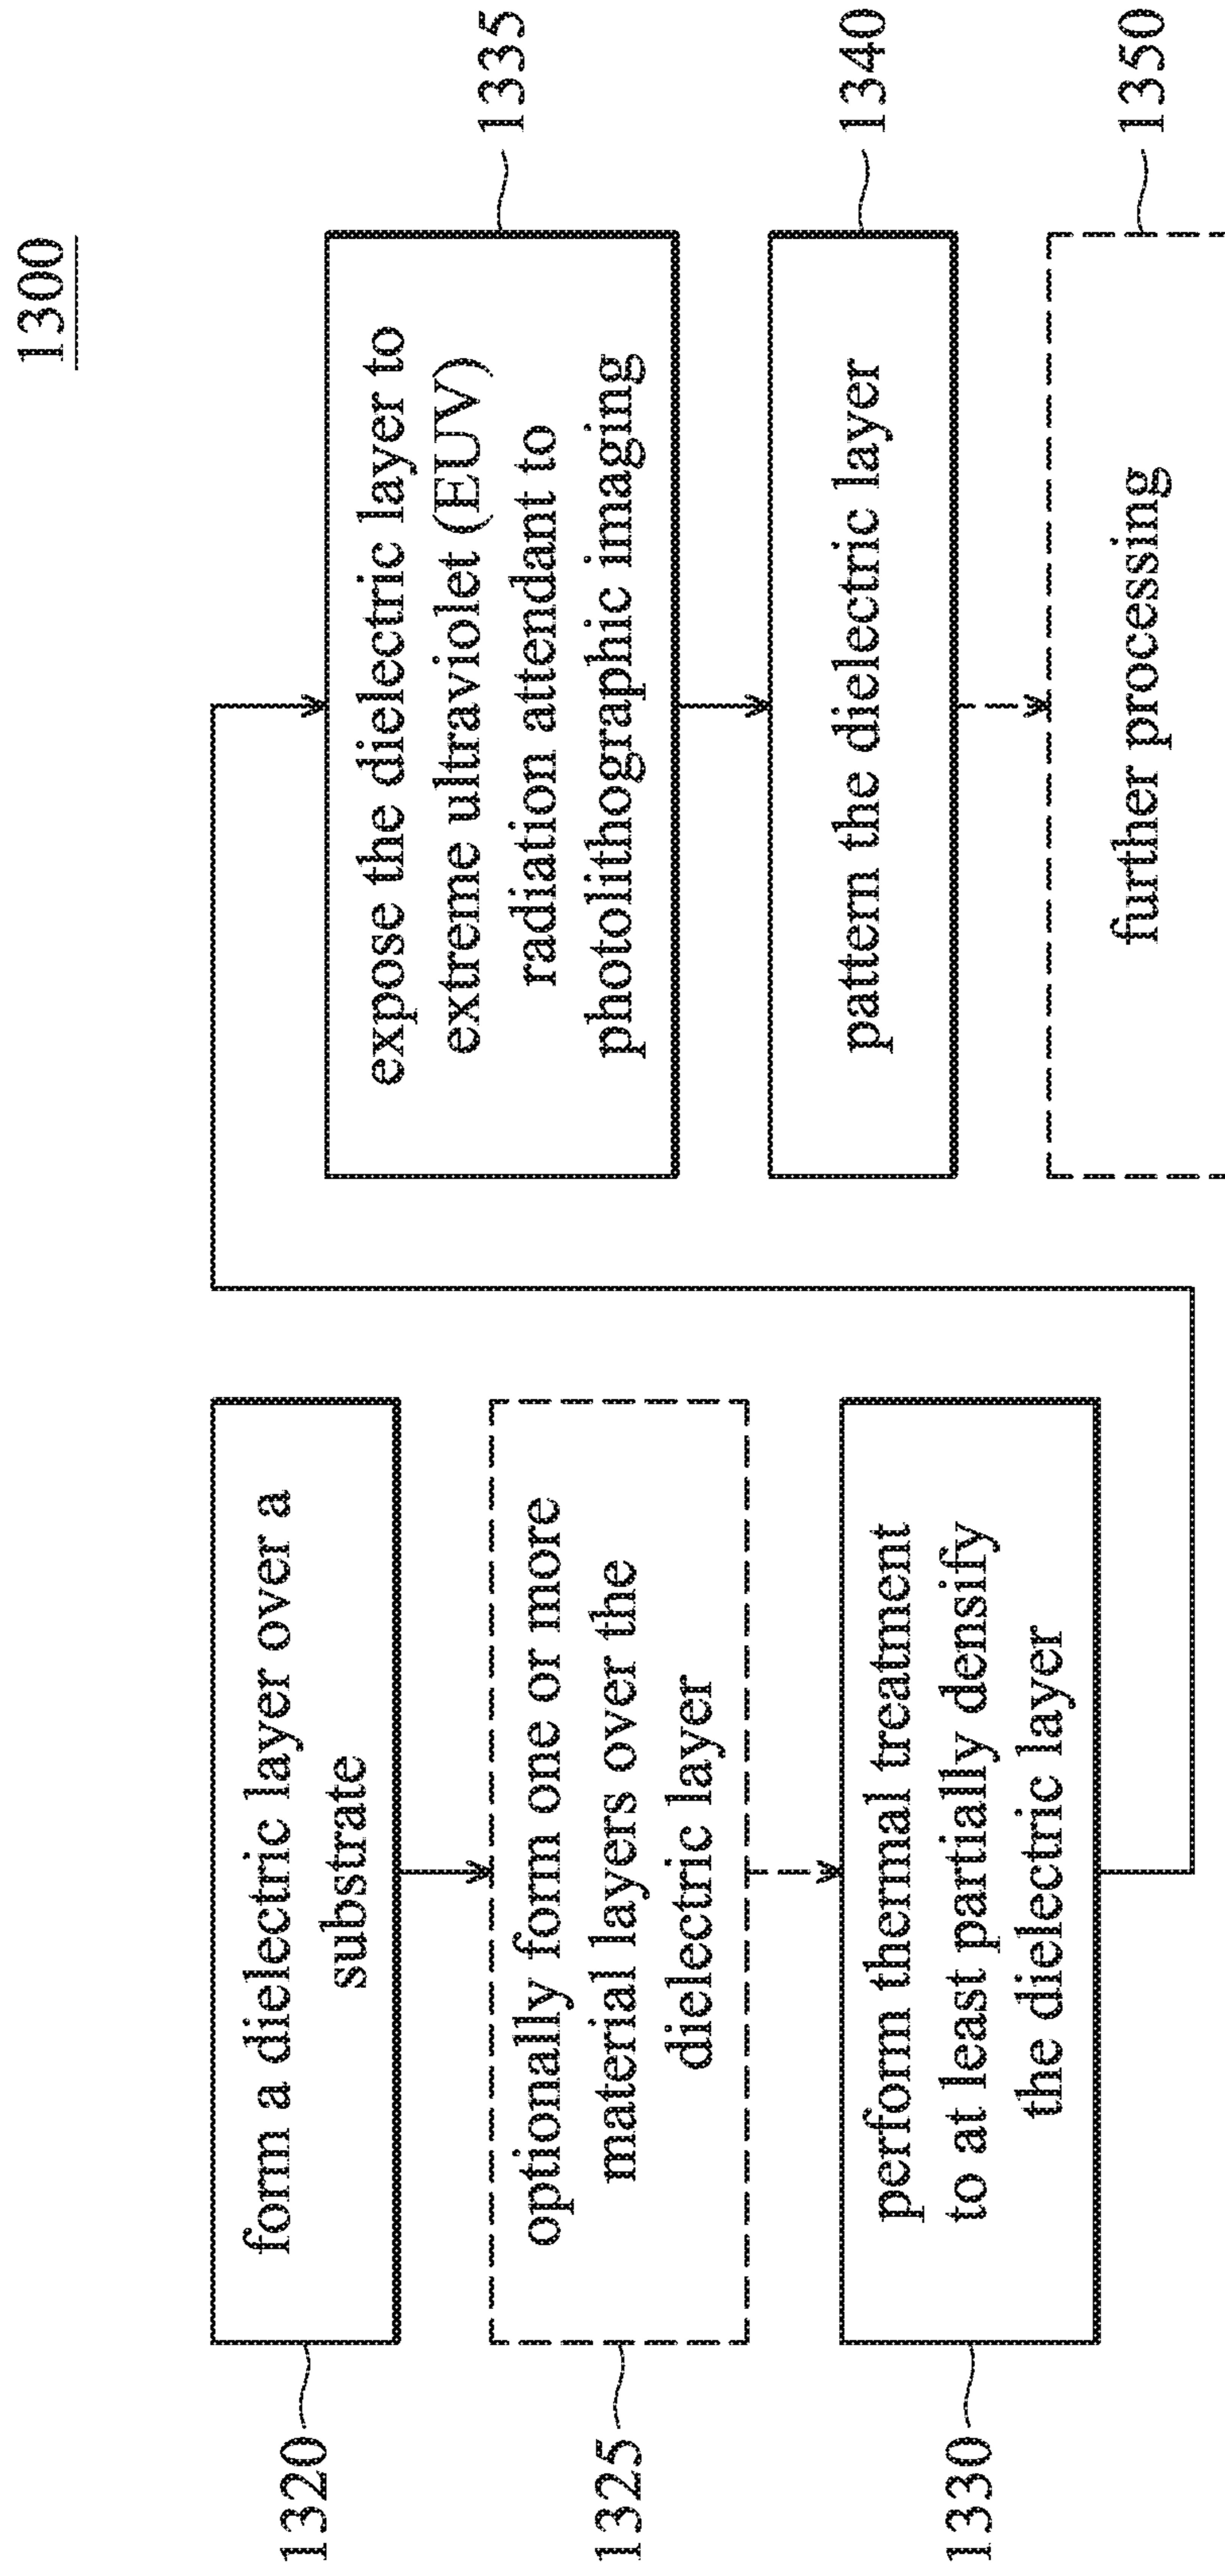 1300
1320
form a dielectric layer over a
substrate
1325
optionally form one or more
material layers over the
dielectric layer
1330
perform thermal treatment
to at least partially densify
the dielectric layer
expose the dielectric layer to
extreme ultraviolet (EUV)
radiation attendant to
photolithographic imaging
1335
pattern the dielectric layer
1340
further processing
1350